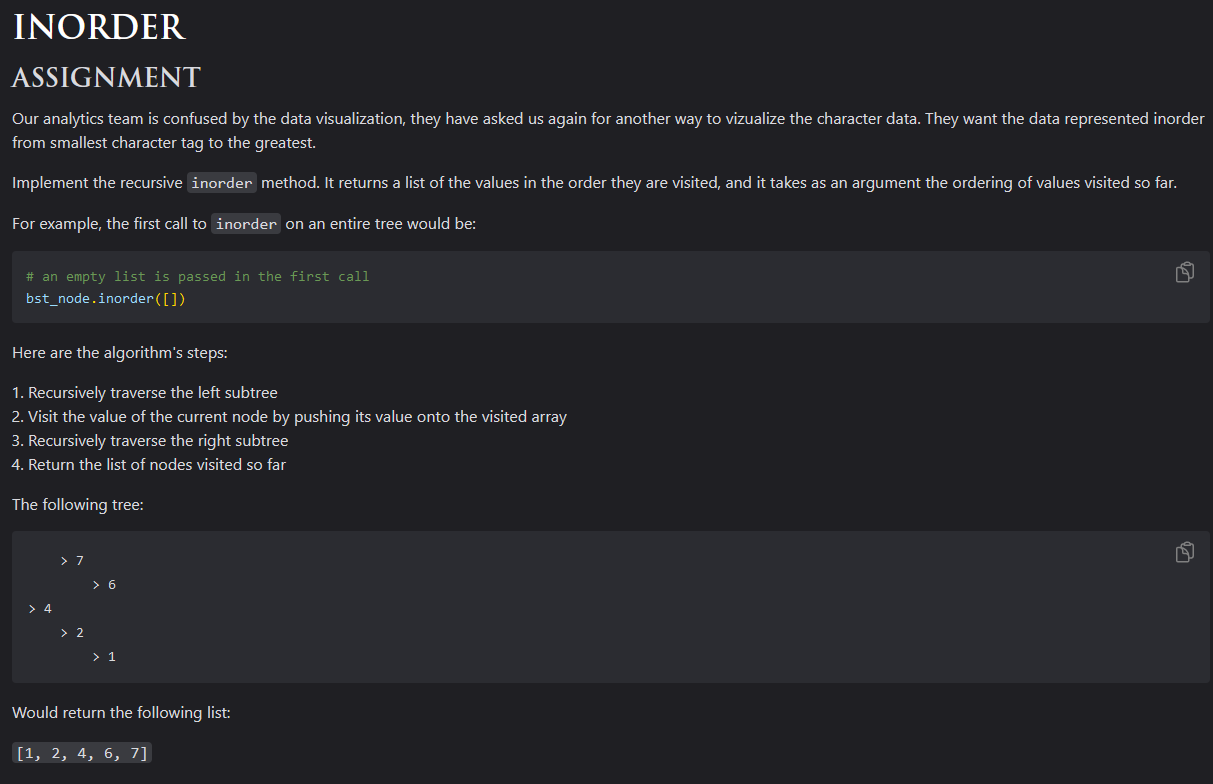 INORDER
ASSIGNMENT
Our analytics team is confused by the data visualization, they have asked us again for another way to vizualize the character data. They want the data represented inorder
from smallest character tag to the greatest.
Implement the recursive inorder method. It returns a list of the values in the order they are visited, and it takes as an argument the ordering of values visited so far.
For example, the first call to inorder on an entire tree would be:
# an empty list is passed in the first call
bst_node.inorder([])
Here are the algorithm's steps:
1. Recursively traverse the left subtree
2. Visit the value of the current node by pushing its value onto the visited array
3. Recursively traverse the right subtree
4. Return the list of nodes visited so far
The following tree:
> 7
> 6
> 4
> 2
> 1
Would return the following list:
[1, 2, 4, 6, 7]